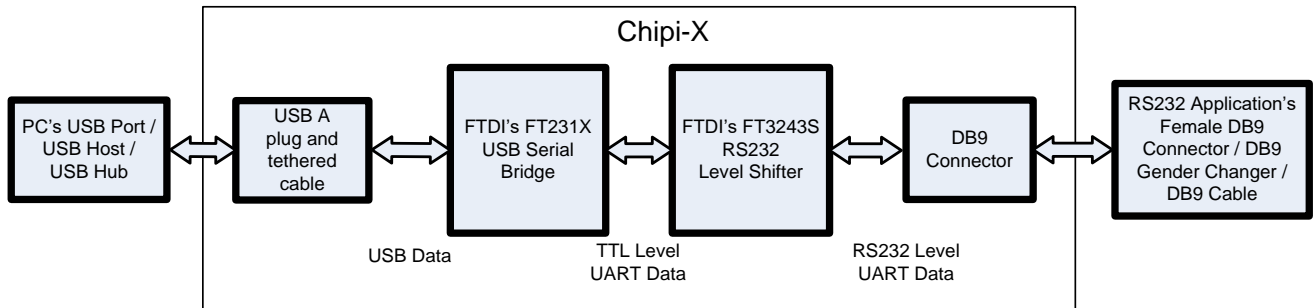 Chipi-X
PC's USB Port /
USB Host /
USB Hub
USB A
plug and
tethered
cable
FTDI's FT231X
USB Serial
Bridge
FTDI's FT3243S
RS232
Level Shifter
DB9
Connector
RS232 Application's
Female DB9
Connector / DB9
Gender Changer /
DB9 Cable
USB Data
TTL Level
UART Data
RS232 Level
UART Data